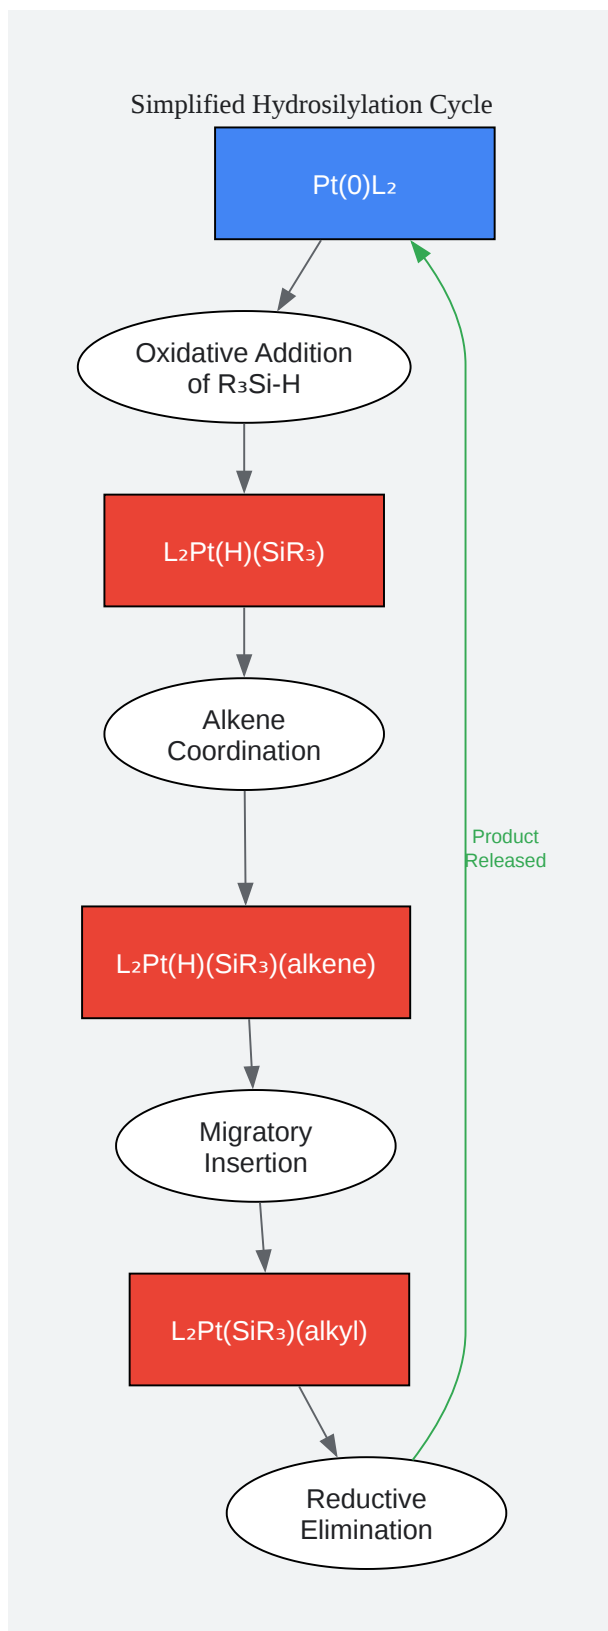 Simplified Hydrosilylation Cycle
Pt(0)L₂
Oxidative Addition
of R₃Si-H
L₂Pt(H)(SiR₃)
Alkene
Coordination
Product
Released
L₂Pt(H)(SiR₃)(alkene)
Migratory
Insertion
L₂Pt(SiR₃)(alkyl)
Reductive
Elimination